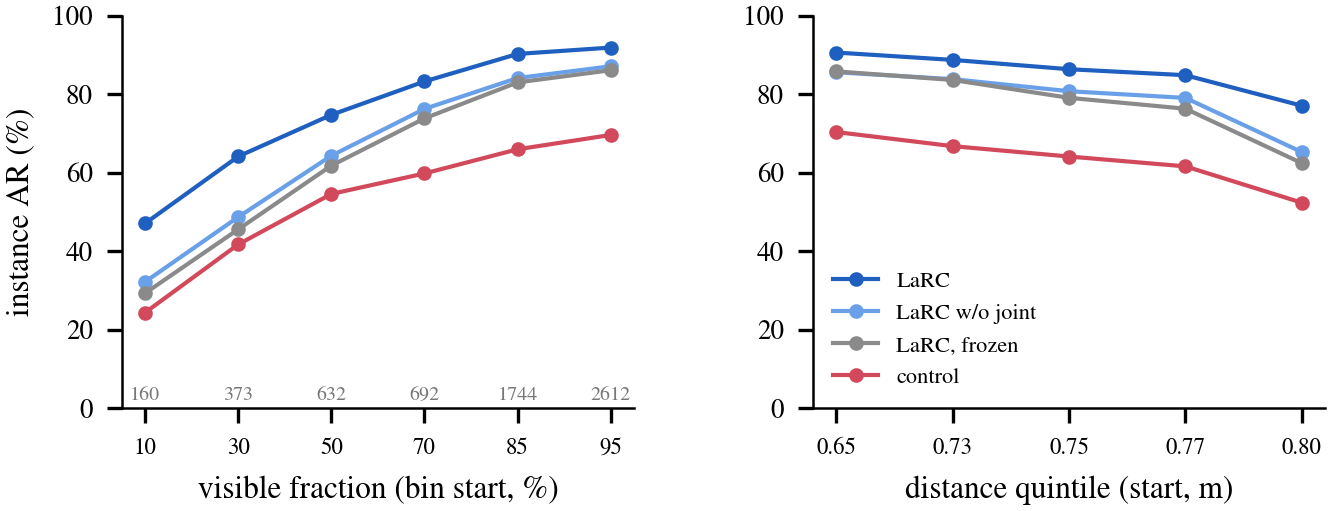 instance AR (%)
100
80
60
40
20
0
160 373 632 692 1744 2612
10 30 50 70 85 95
visible fraction (bin start, %)
100
80
60
40
20
0
LaRC
LaRC w/o joint
LaRC, frozen
control
0.65 0.73 0.75 0.77 0.80
distance quintile (start, m)